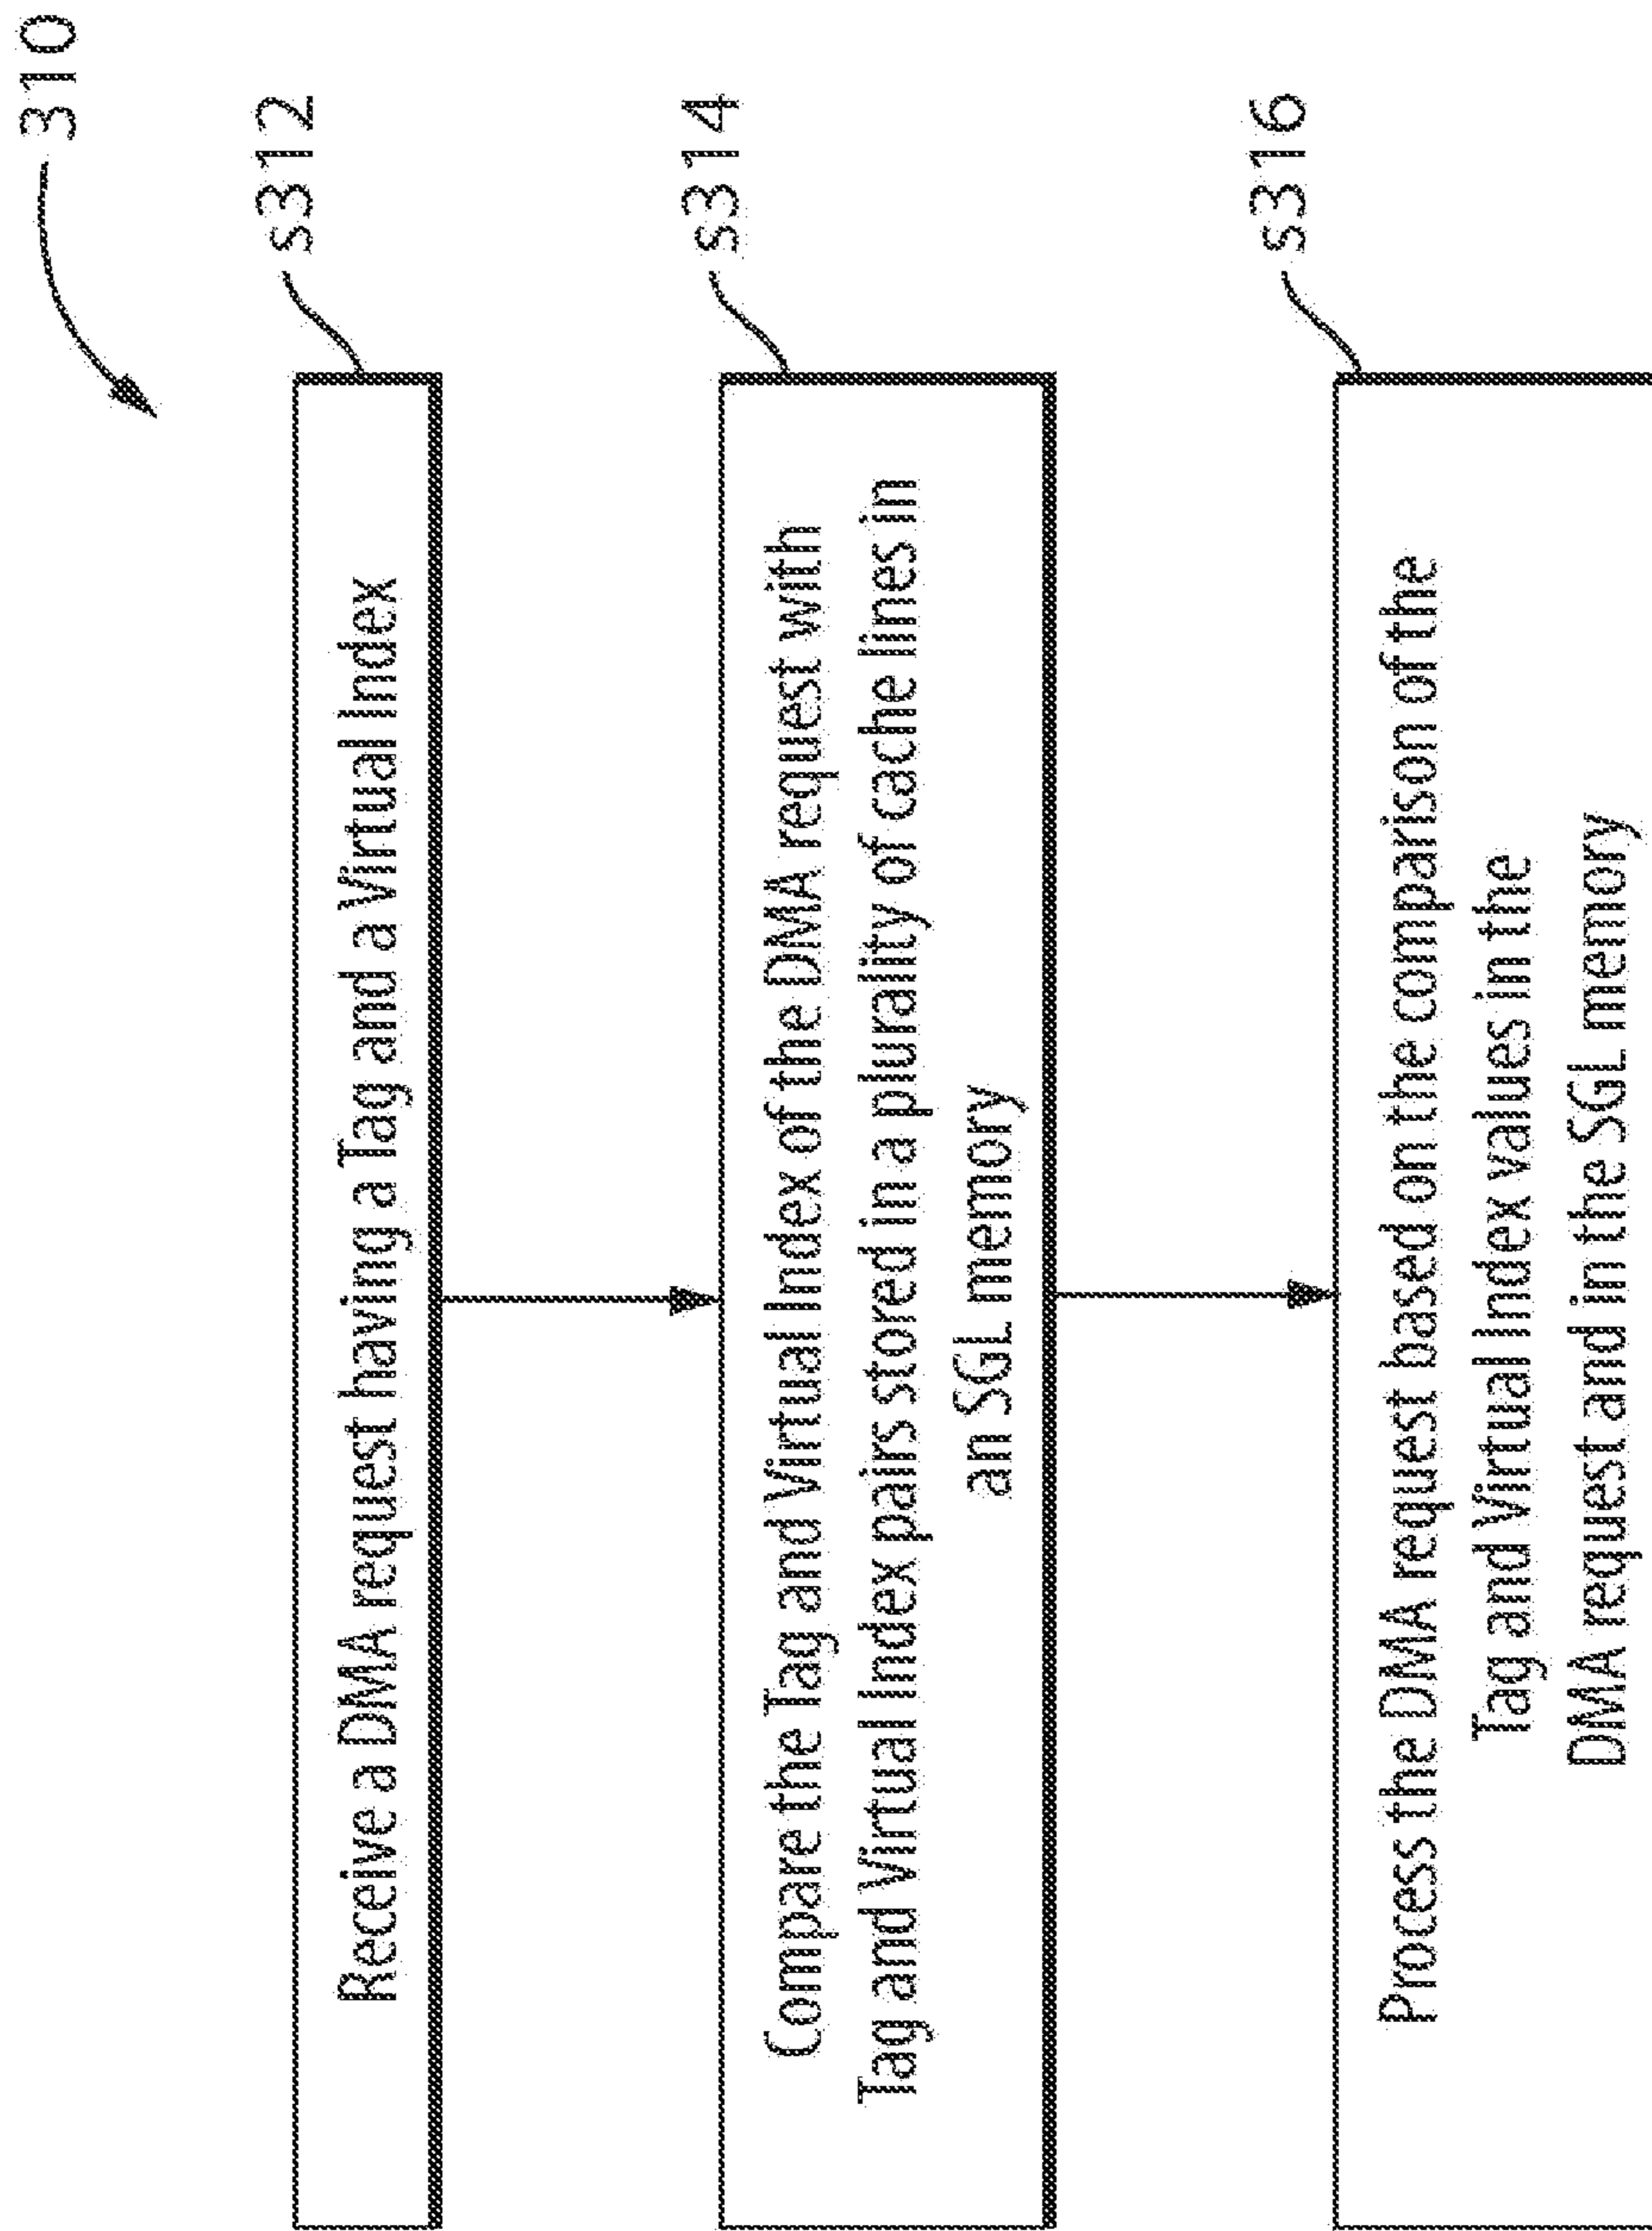 310
s312
Receive a DMA request having a Tag and a Virtual Index
s314
Compare the Tag and Virtual Index of the DMA request with
Tag and Virtual Index pairs stored in a plurality of cache lines in
an SGL memory
s316
Process the DMA request based on the comparison of the
Tag and Virtual Index values in the
DMA request and in the SGL memory